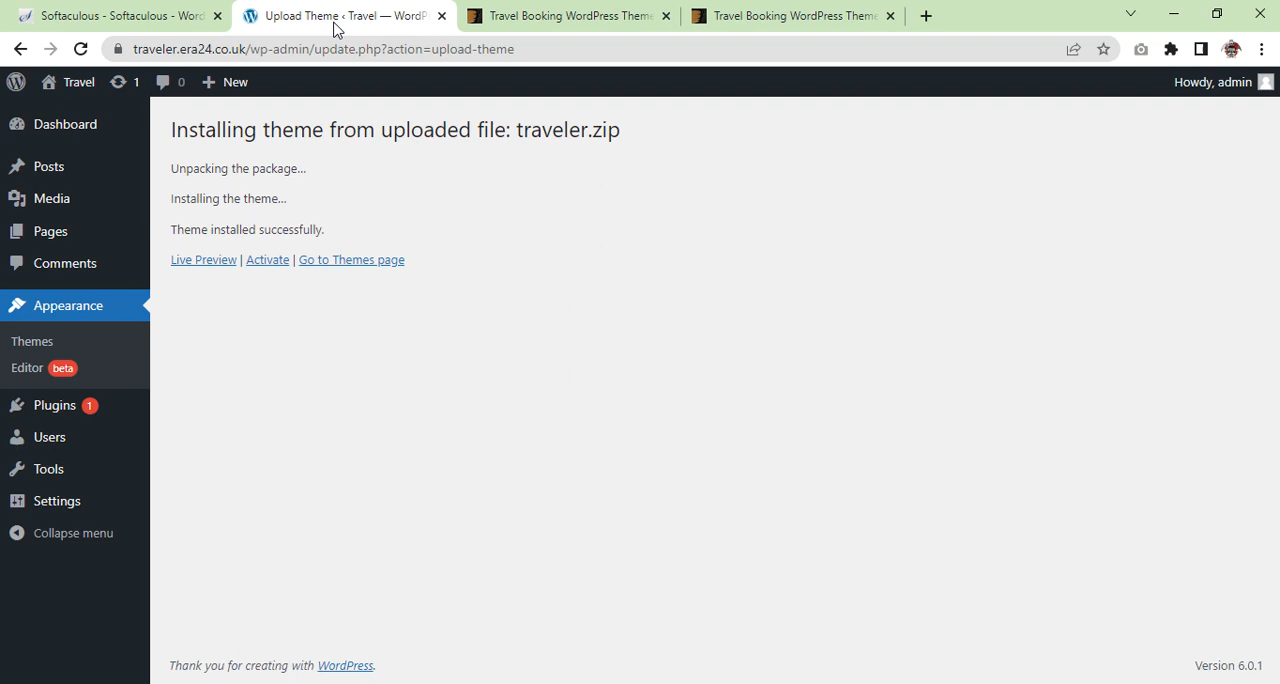 Softaculous - Softaculous - Word
Upload Theme ‹ Travel — WordP
Travel Booking WordPress Theme
Travel Booking WordPress Theme
traveler.era24.co.uk/wp-admin/update.php?action=upload-theme
Travel
1
0
New
Howdy, admin
Dashboard
Posts
Media
Pages
Comments
Appearance
Themes
Editor beta
Plugins 1
Users
Tools
Settings
Collapse menu
Installing theme from uploaded file: traveler.zip
Unpacking the package…
Installing the theme…
Theme installed successfully.
Live Preview | Activate | Go to Themes page
Thank you for creating with WordPress.
Version 6.0.1